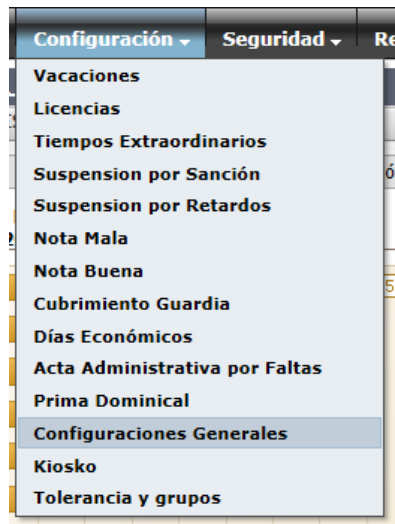 Configuración Seguridad Re
Vacaciones
Licencias
Tiempos Extraordinarios
Suspension por Sanción
Suspension por Retardos
Nota Mala
Nota Buena
Cubrimiento Guardia
Días Económicos
Acta Administrativa por Faltas
Prima Dominical
Configuraciones Generales
Kiosko
Tolerancia y grupos